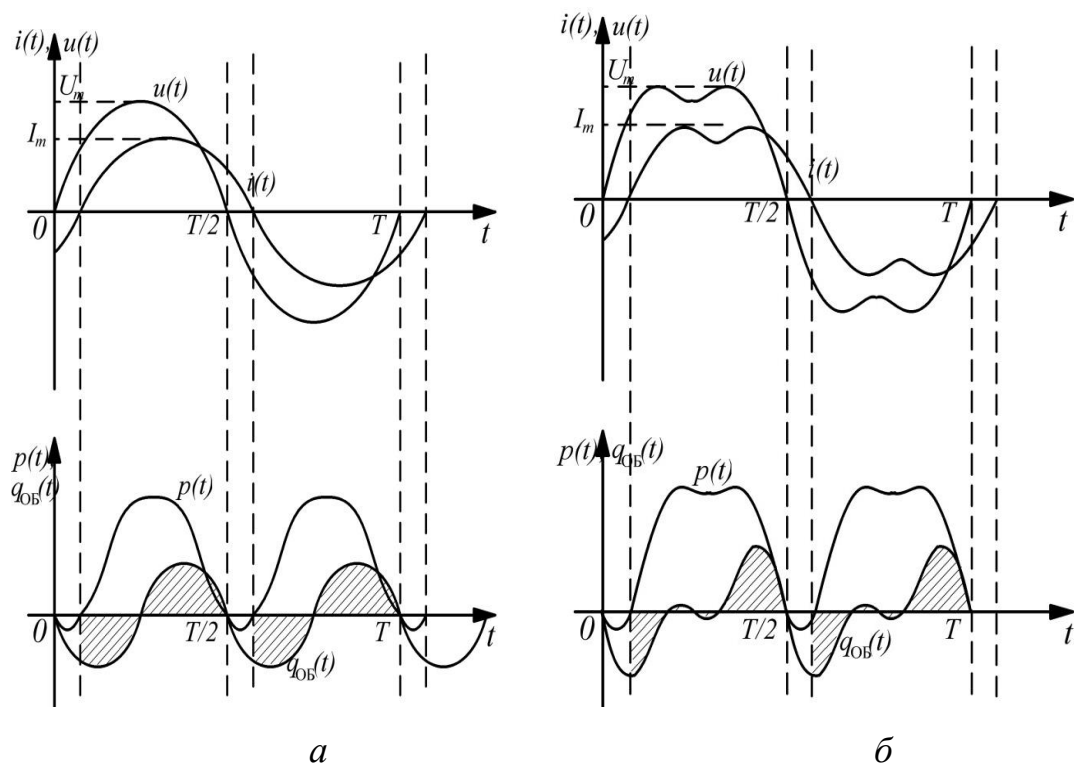 i(t), u(t)
U_m
u(t)
I_m
i(t)
0
T/2
T
t
p(t),
q_ОБ(t)
p(t)
0
T/2
T
t
q_ОБ(t)
а
i(t), u(t)
U_m
u(t)
I_m
i(t)
0
T/2
T
t
p(t), q_ОБ(t)
p(t)
0
T/2
T
t
q_ОБ(t)
б